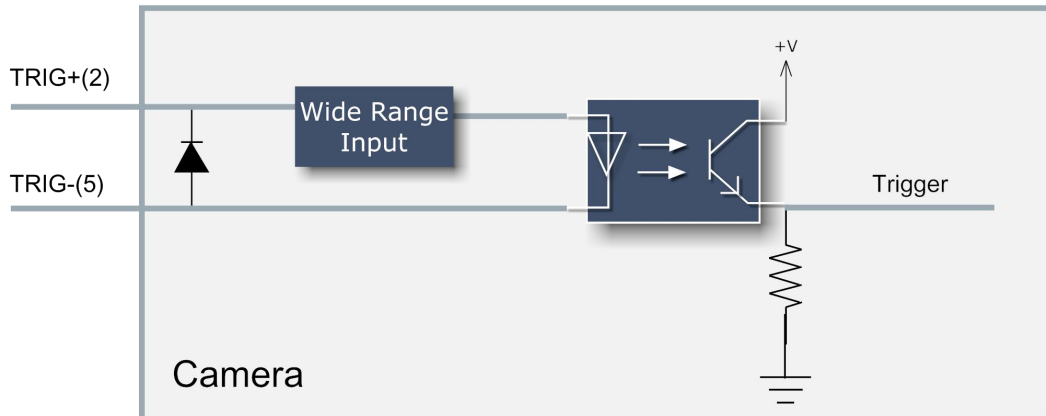 +V
TRIG+(2)
Wide Range
Input
TRIG-(5)
Trigger
Camera